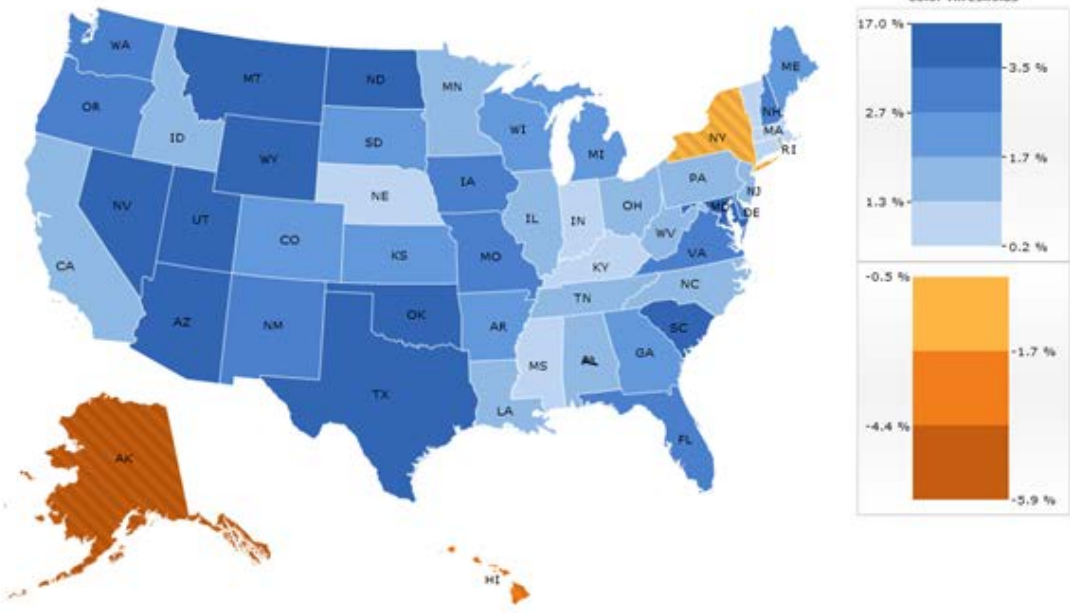 WA
MT
ND
MN
ME
OR
ID
WY
SD
WI
MI
NY
NH
MA
RI
NV
UT
CO
NE
IA
IL
IN
OH
PA
NJ
MD
DE
WV
VA
CA
KS
MO
KY
AZ
NM
OK
AR
TN
NC
SC
TX
LA
MS
AL
GA
FL
AK
HI
17.0 %
3.5 %
2.7 %
1.7 %
1.3 %
0.2 %
-0.5 %
-1.7 %
-4.4 %
-5.9 %